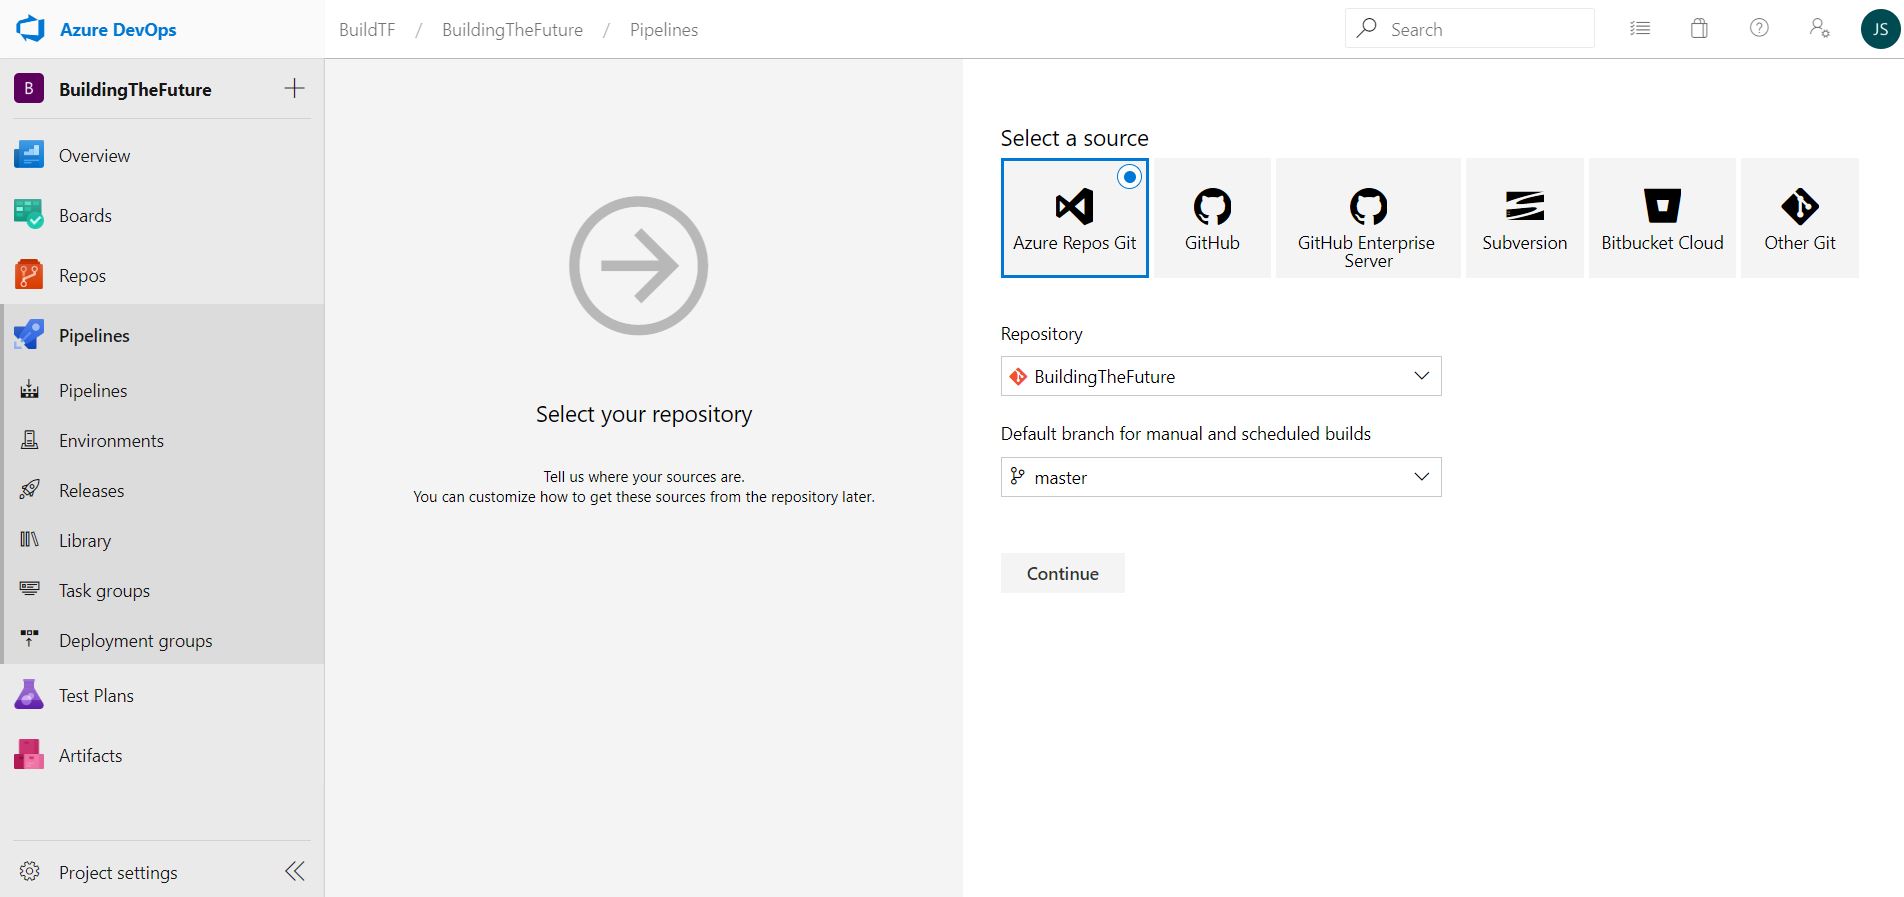 Azure DevOps
BuildTF / BuildingTheFuture / Pipelines
Search
JS
B BuildingTheFuture
Overview
Boards
Repos
Pipelines
Pipelines
Environments
Releases
Library
Task groups
Deployment groups
Test Plans
Artifacts
Project settings
Select your repository
Tell us where your sources are.
You can customize how to get these sources from the repository later.
Select a source
Azure Repos Git
GitHub
GitHub Enterprise
Server
Subversion
Bitbucket Cloud
Other Git
Repository
BuildingTheFuture
Default branch for manual and scheduled builds
master
Continue